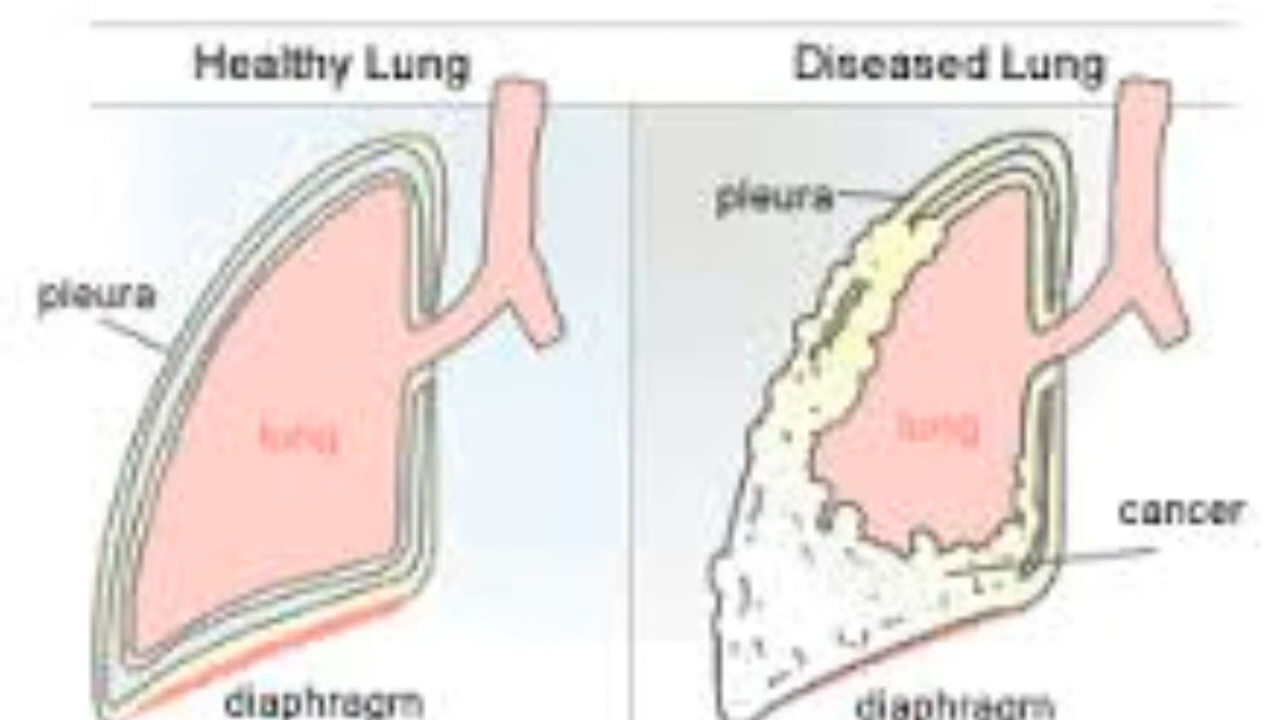 Healthy Lung
Diseased Lung
pleura
lung
diaphragm
pleura
lung
cancer
diaphragm